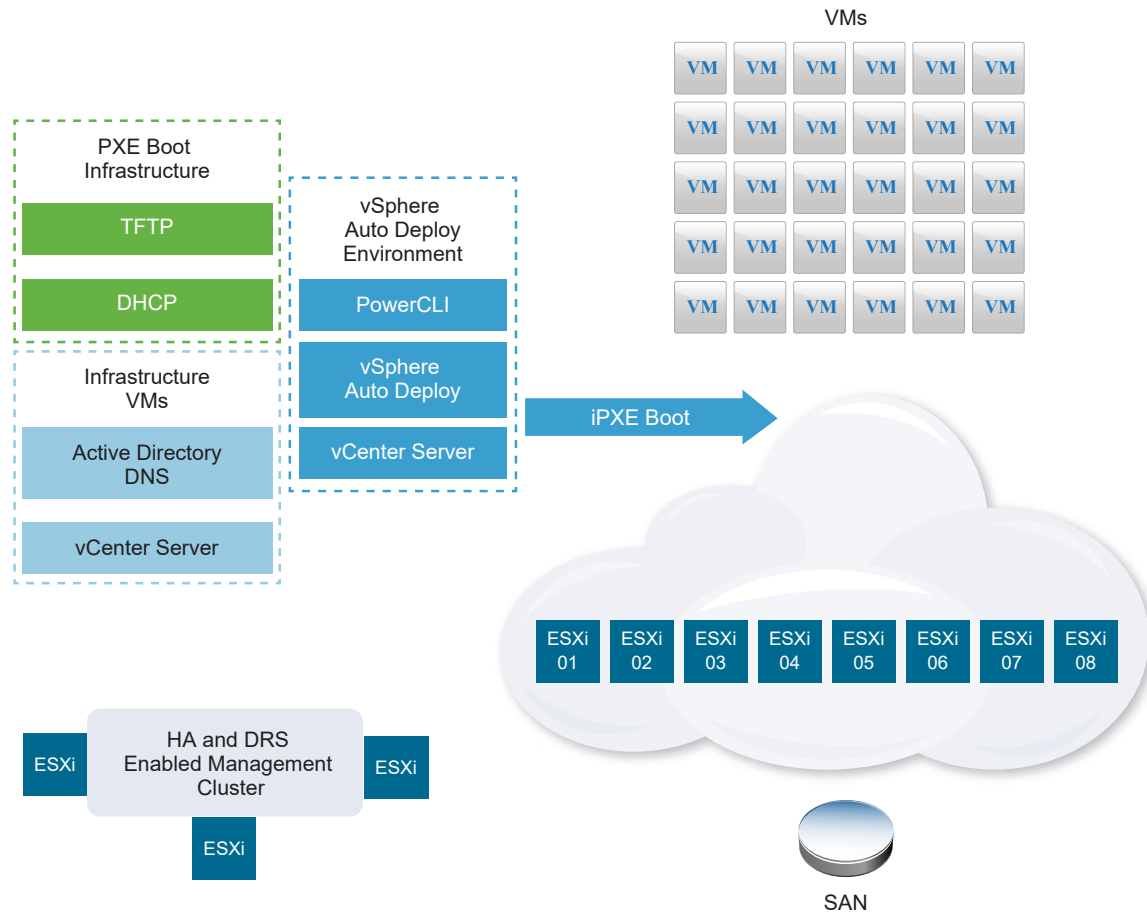 VMs
VM VM VM VM VM VM
VM VM VM VM VM VM
VM VM VM VM VM VM
VM VM VM VM VM VM
VM VM VM VM VM VM
PXE Boot
Infrastructure
TFTP
DHCP
Infrastructure
VMs
Active Directory
DNS
vCenter Server
vSphere
Auto Deploy
Environment
PowerCLI
vSphere
Auto Deploy
vCenter Server
iPXE Boot
ESXi
01
ESXi
02
ESXi
03
ESXi
04
ESXi
05
ESXi
06
ESXi
07
ESXi
08
HA and DRS
Enabled Management
Cluster
ESXi
ESXi
ESXi
SAN